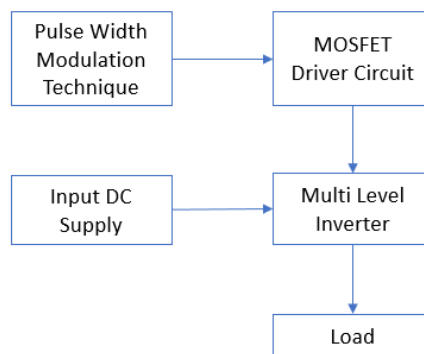 Pulse Width
Modulation
Technique
MOSFET
Driver Circuit
Input DC
Supply
Multi Level
Inverter
Load